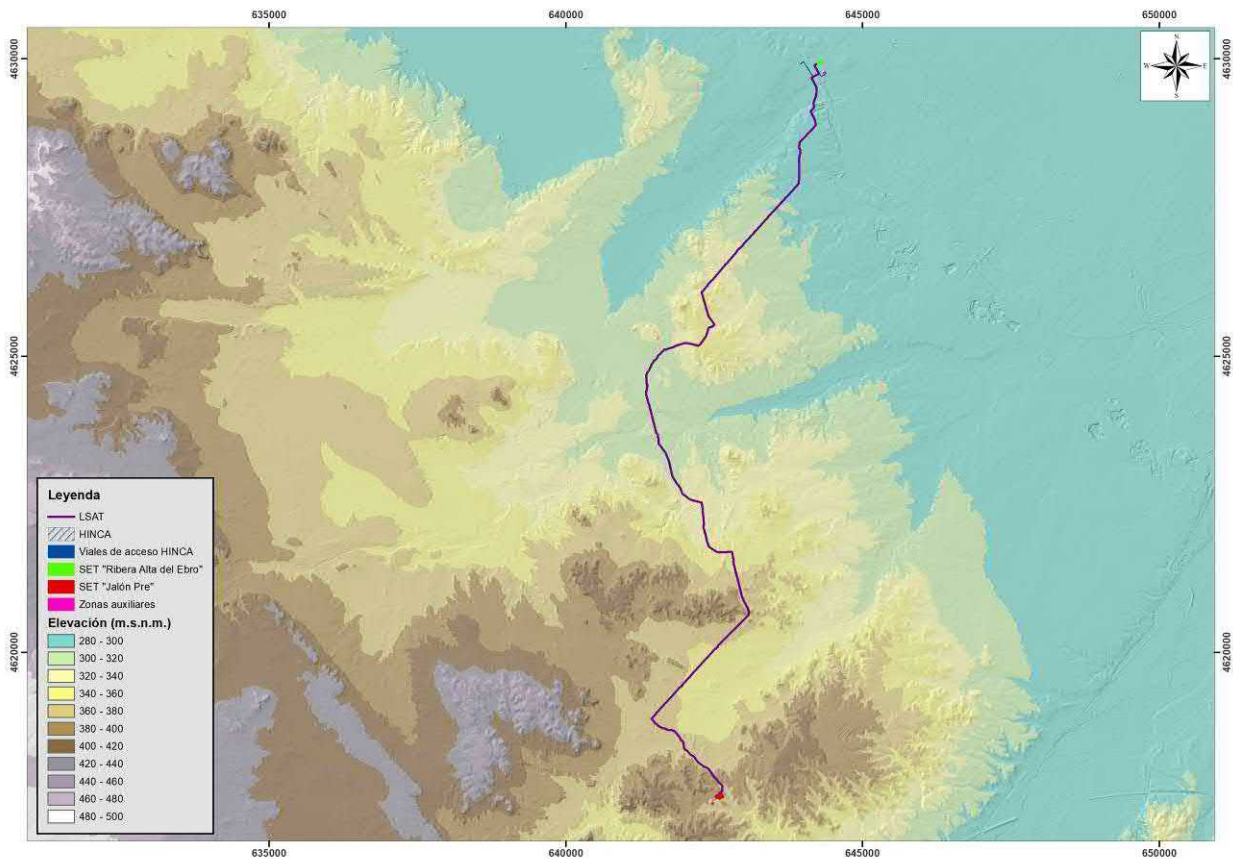 635000 640000 645000 650000
4630000 4630000
N
W E
S
4625000 4625000
4620000 4620000
Leyenda
LSAT
HINCA
Viales de acceso HINCA
SET "Ribera Alta del Ebro"
SET "Jalón Pre"
Zonas auxiliares
Elevación (m.s.n.m.)
280 - 300
300 - 320
320 - 340
340 - 360
360 - 380
380 - 400
400 - 420
420 - 440
440 - 460
460 - 480
480 - 500
635000 640000 645000 650000